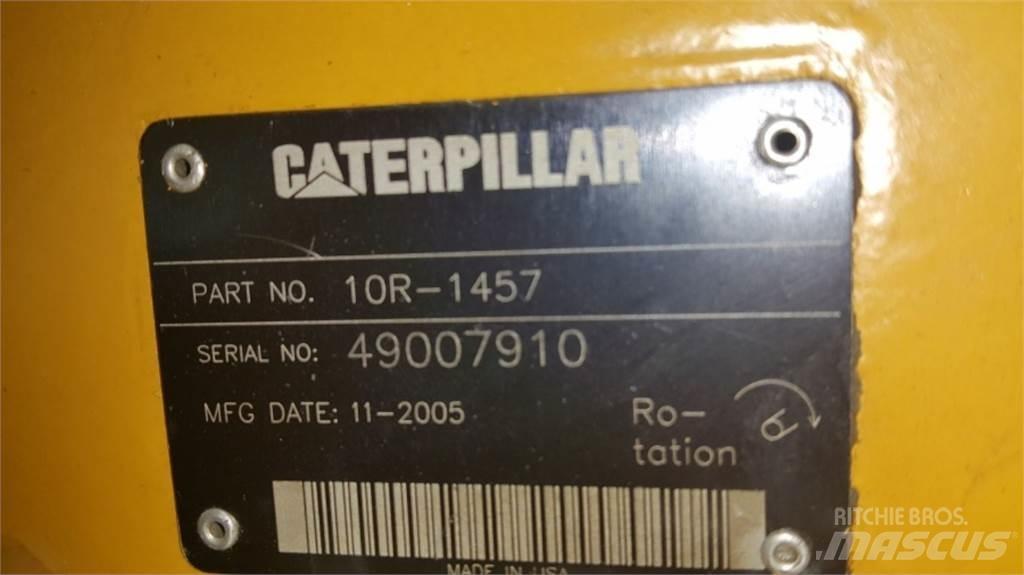 CATERPILLAR
PART NO. 10R-1457
SERIAL NO: 49007910
MFG DATE: 11-2005
Ro-
tation
MADE IN USA
RITCHIE BROS.
MASCUS